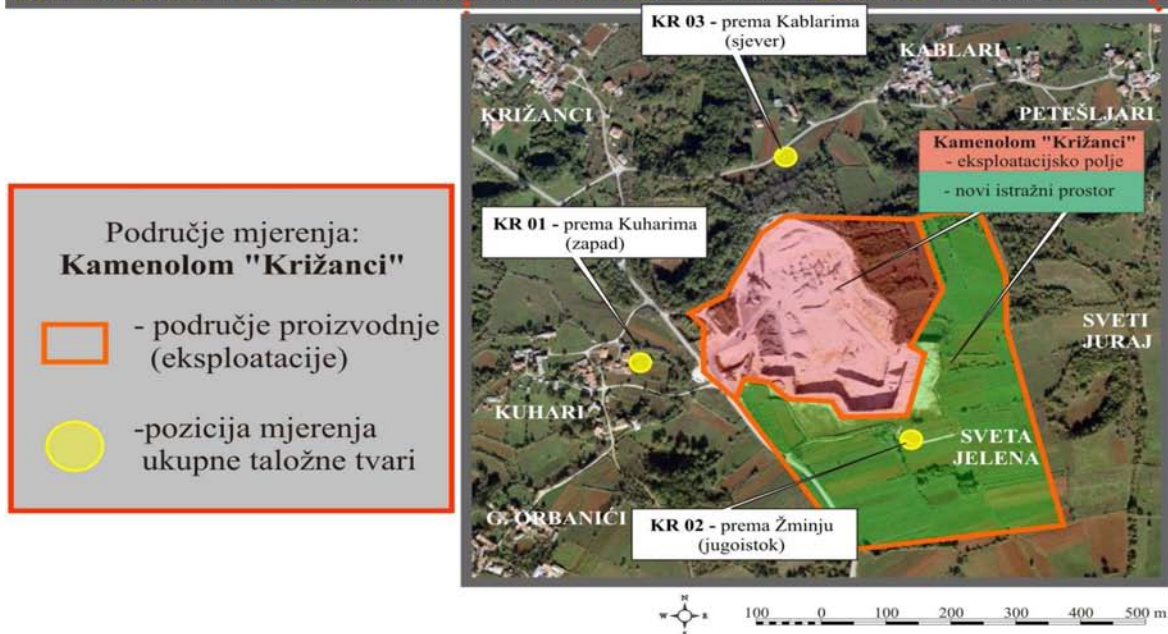 KR 03 - prema Kablarima
(sjever)
KABLARI
KRIŽANCI
PETEŠLJARI
Kamenolom "Križanci"
- eksploatacijsko polje
- novi istražni prostor
Područje mjerenja:
Kamenolom "Križanci"
- područje proizvodnje
(eksploatacije)
-pozicija mjerenja
ukupne taložne tvari
KR 01 - prema Kuharima
(zapad)
SVETI
JURAJ
KUHARI
SVETA
JELENA
G. ORBANIĆI
KR 02 - prema Žminju
(jugoistok)
N
W
100 0 100 200 300 400 500 m